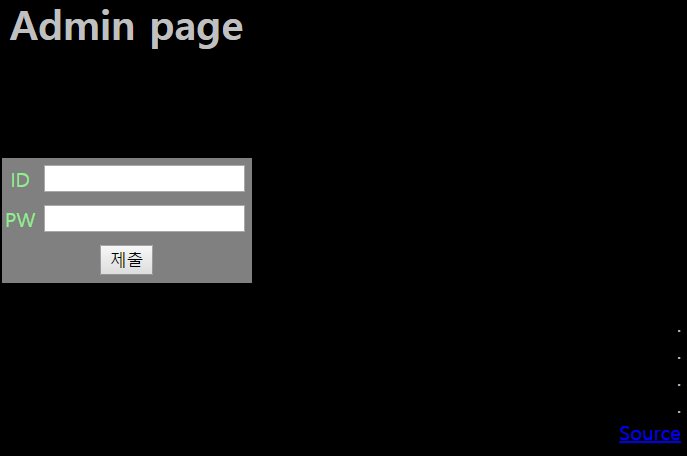 Admin page
ID
PW
제출
.
.
.
.
Source